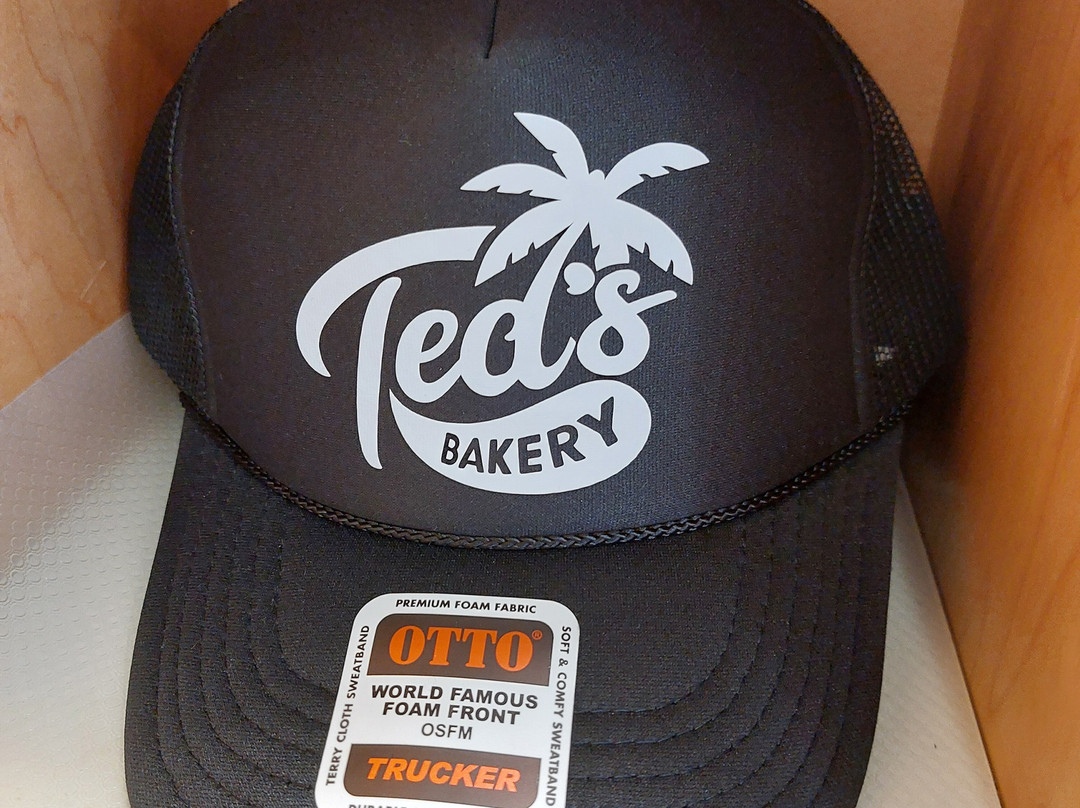 Ted's
BAKERY
PREMIUM FOAM FABRIC
TERRY CLOTH SWEATBAND
OTTO®
SOFT & COMFY SWEATBAND
WORLD FAMOUS
FOAM FRONT
OSFM
TRUCKER